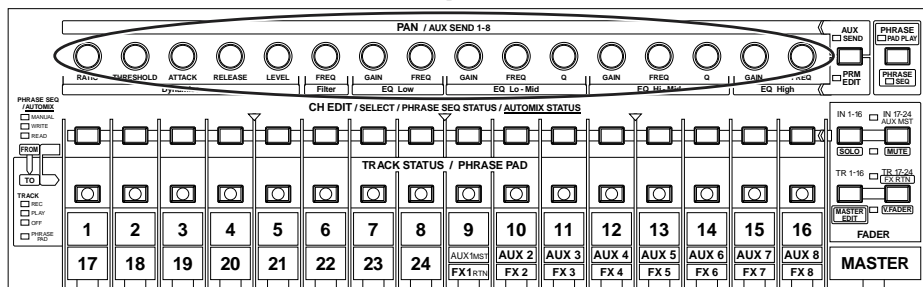 PAN / AUX SEND 1-8
RATIO THRESHOLD ATTACK RELEASE LEVEL FREQ GAIN FREQ GAIN FREQ Q GAIN FREQ Q GAIN FREQ
Dynamic Filter EQ Low EQ Lo-Mid EQ Hi-Mid EQ High
AUX SEND
PRM EDIT
PHRASE
PAD PLAY
PHRASE
SEQ
CH EDIT / SELECT / PHRASE SEQ STATUS / AUTOMIX STATUS
PHRASE SEQ
/AUTOMIX
MANUAL
WRITE
READ
FROM
TO
TRACK
REC
PLAY
OFF
PHRASE PAD
TRACK STATUS / PHRASE PAD
IN 1-16 IN 17-24 AUX MST
SOLO MUTE
TR 1-16 TR 17-24 FX RTN
MASTER EDIT V.FADER
FADER
1 2 3 4 5 6 7 8 9 10 11 12 13 14 15 16
17 18 19 20 21 22 23 24 AUX1MST AUX 2 AUX 3 AUX 4 AUX 5 AUX 6 AUX 7 AUX 8
FX1RTN FX 2 FX 3 FX 4 FX 5 FX 6 FX 7 FX 8
MASTER